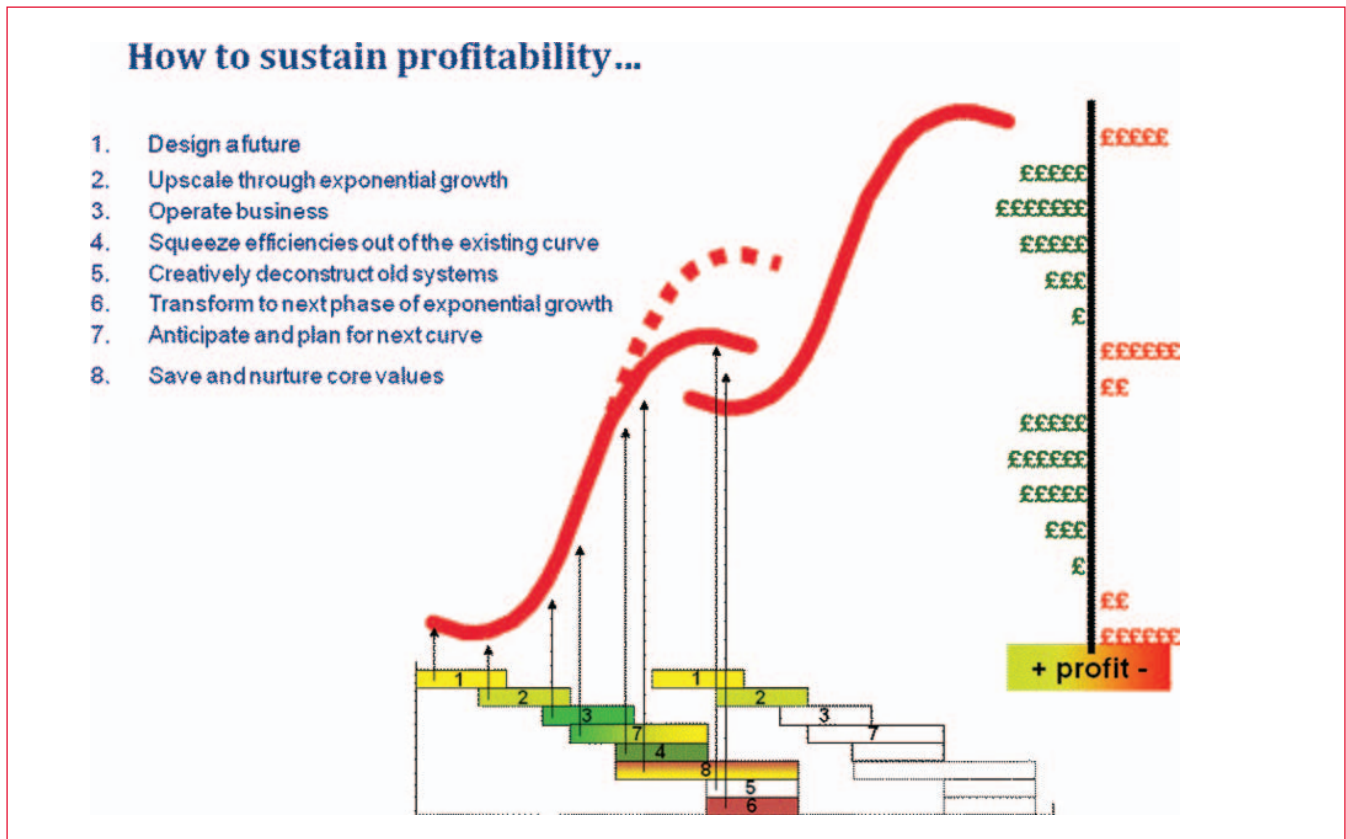 How to sustain profitability...
1. Design a future
2. Upscale through exponential growth
3. Operate business
4. Squeeze efficiencies out of the existing curve
5. Creatively deconstruct old systems
6. Transform to next phase of exponential growth
7. Anticipate and plan for next curve
8. Save and nurture core values
£££££
£££££
£££££££
£££££
£££
£
££££££
££
£££££
££££££
£££££
£££
£
££
££££££
+ profit -
1 1
2 2
3 3
7 7
4
8
5
6